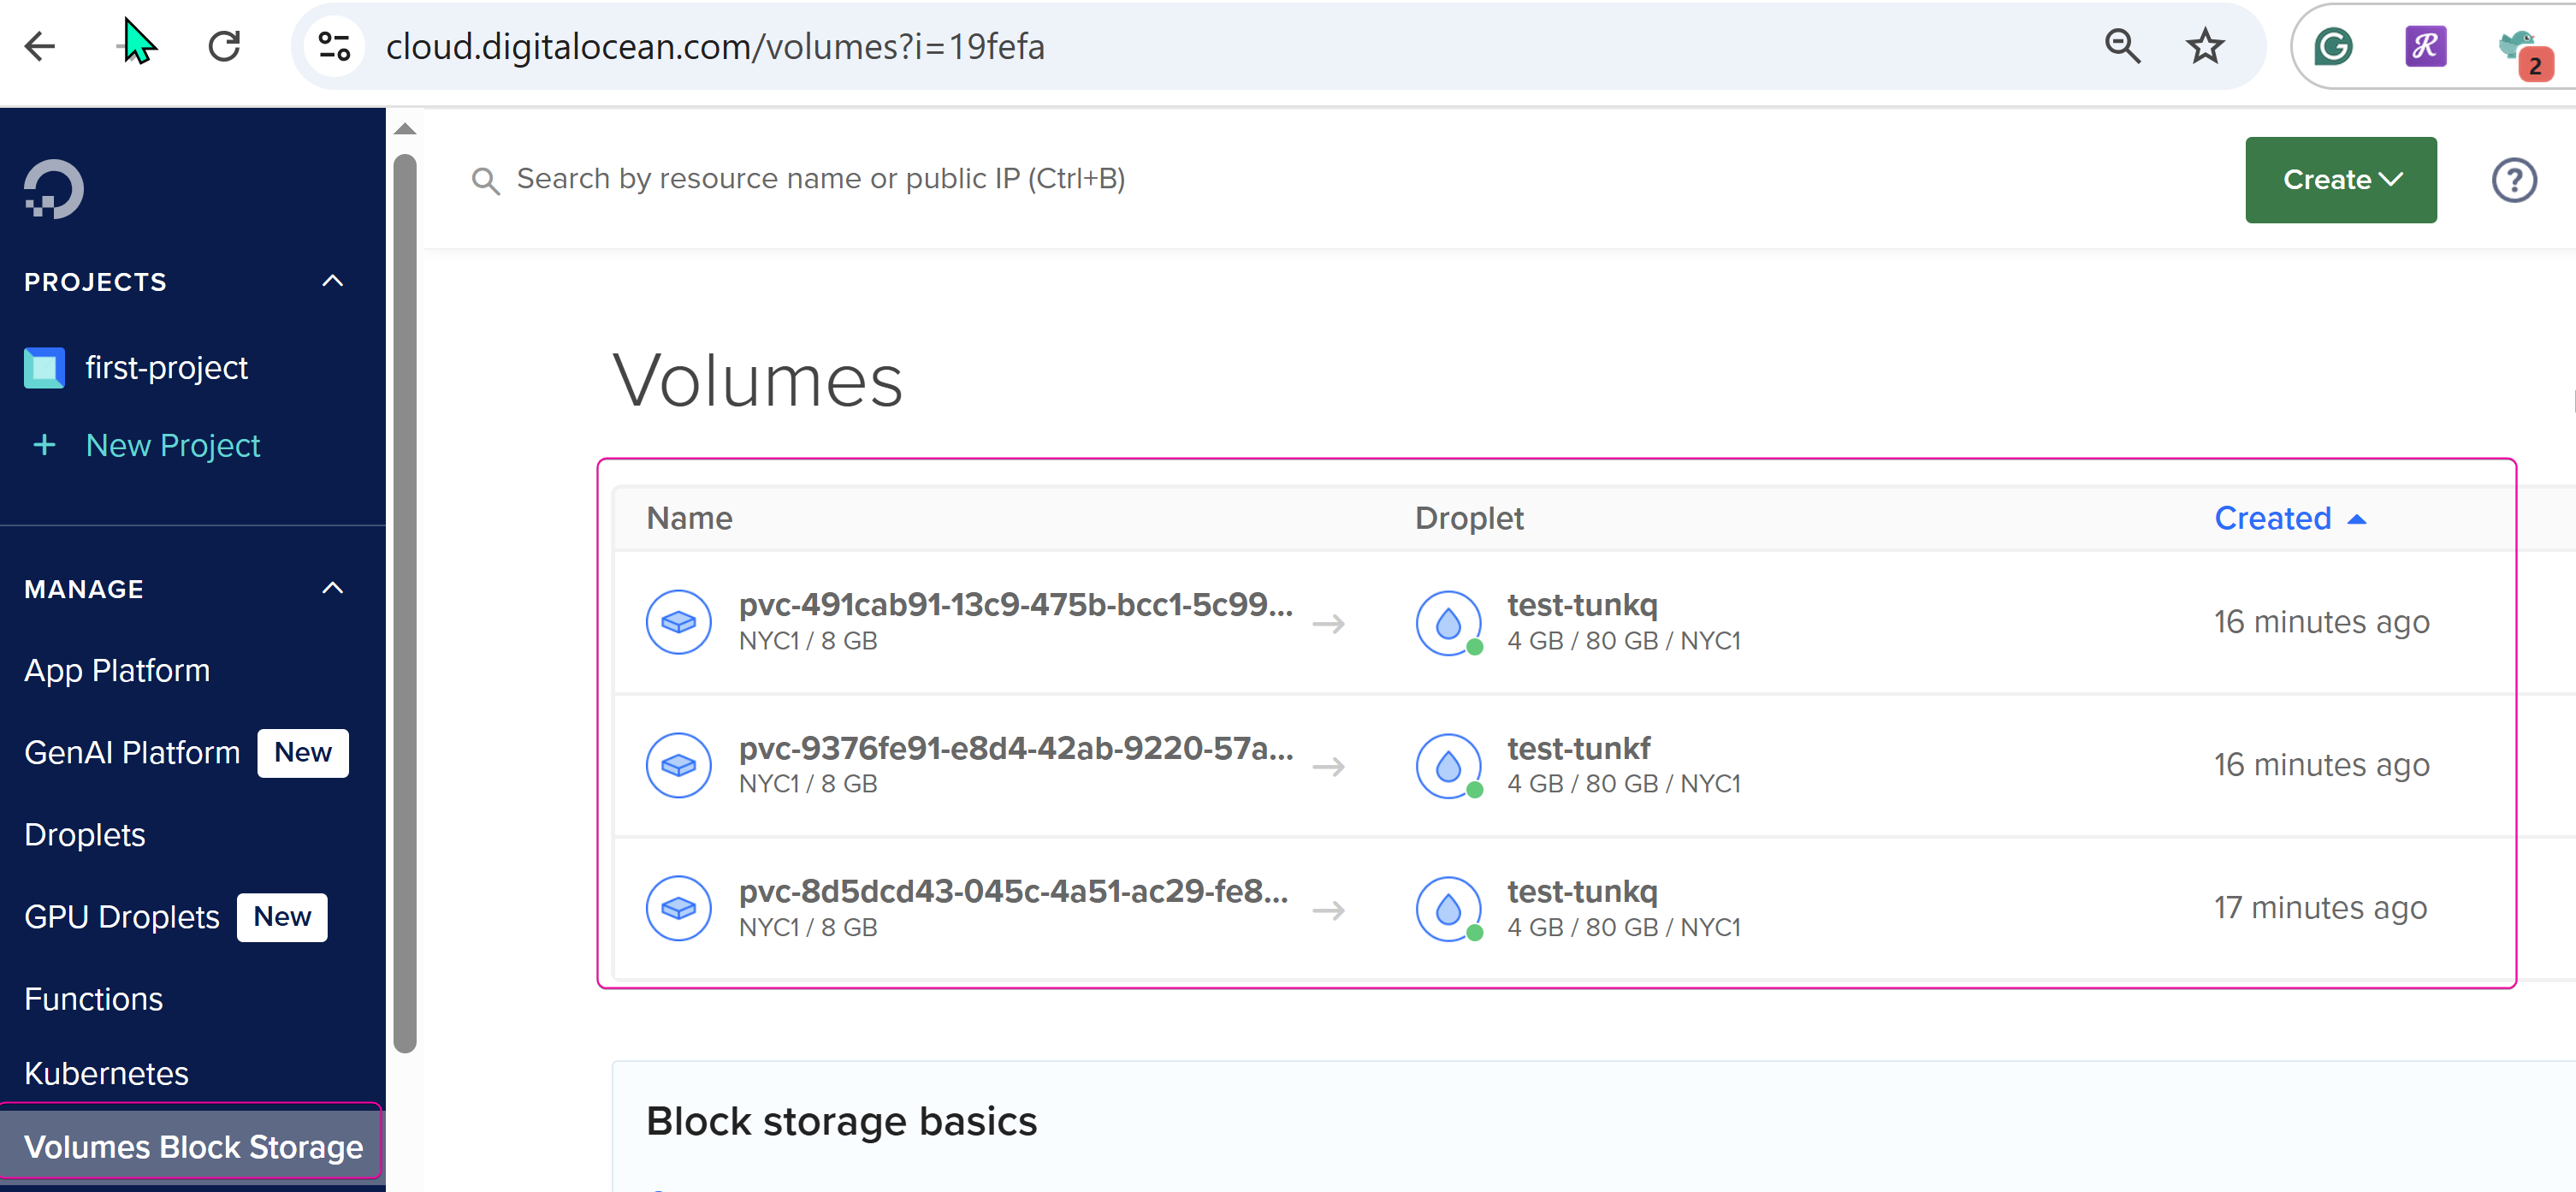 cloud.digitalocean.com/volumes?i=19fefa
2
Search by resource name or public IP (Ctrl+B)
Create
?
PROJECTS
first-project
+ New Project
MANAGE
App Platform
GenAI Platform New
Droplets
GPU Droplets New
Functions
Kubernetes
Volumes Block Storage
Volumes
Name Droplet Created
pvc-491cab91-13c9-475b-bcc1-5c99... → test-tunkq 16 minutes ago
NYC1 / 8 GB 4 GB / 80 GB / NYC1
pvc-9376fe91-e8d4-42ab-9220-57a... → test-tunkf 16 minutes ago
NYC1 / 8 GB 4 GB / 80 GB / NYC1
pvc-8d5dcd43-045c-4a51-ac29-fe8... → test-tunkq 17 minutes ago
NYC1 / 8 GB 4 GB / 80 GB / NYC1
Block storage basics